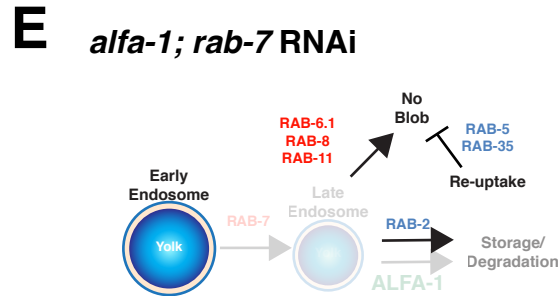 E
alfa-1; rab-7 RNAi
No
Blob
RAB-6.1
RAB-8
RAB-11
RAB-5
RAB-35
Re-uptake
Early
Endosome
Late
Endosome
Yolk
RAB-7
RAB-2
ALFA-1
Storage/
Degradation